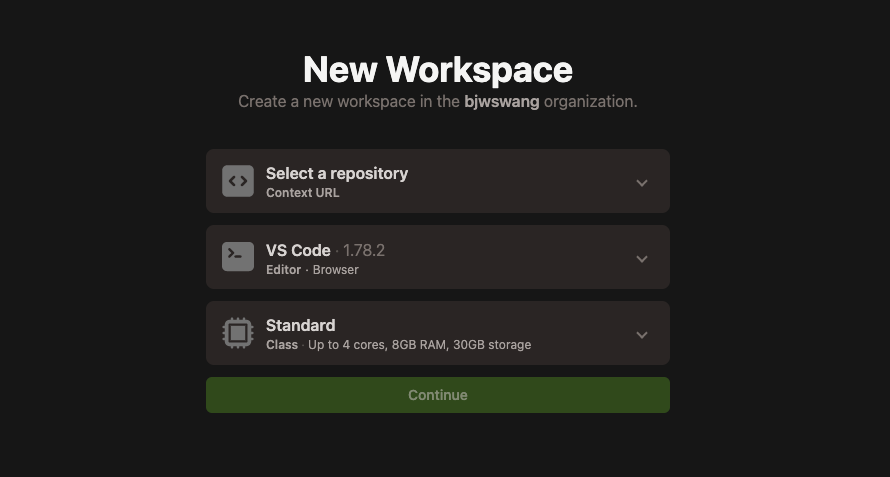 New Workspace
Create a new workspace in the bjwswang organization.
Select a repository
Context URL
VS Code · 1.78.2
Editor · Browser
Standard
Class · Up to 4 cores, 8GB RAM, 30GB storage
Continue